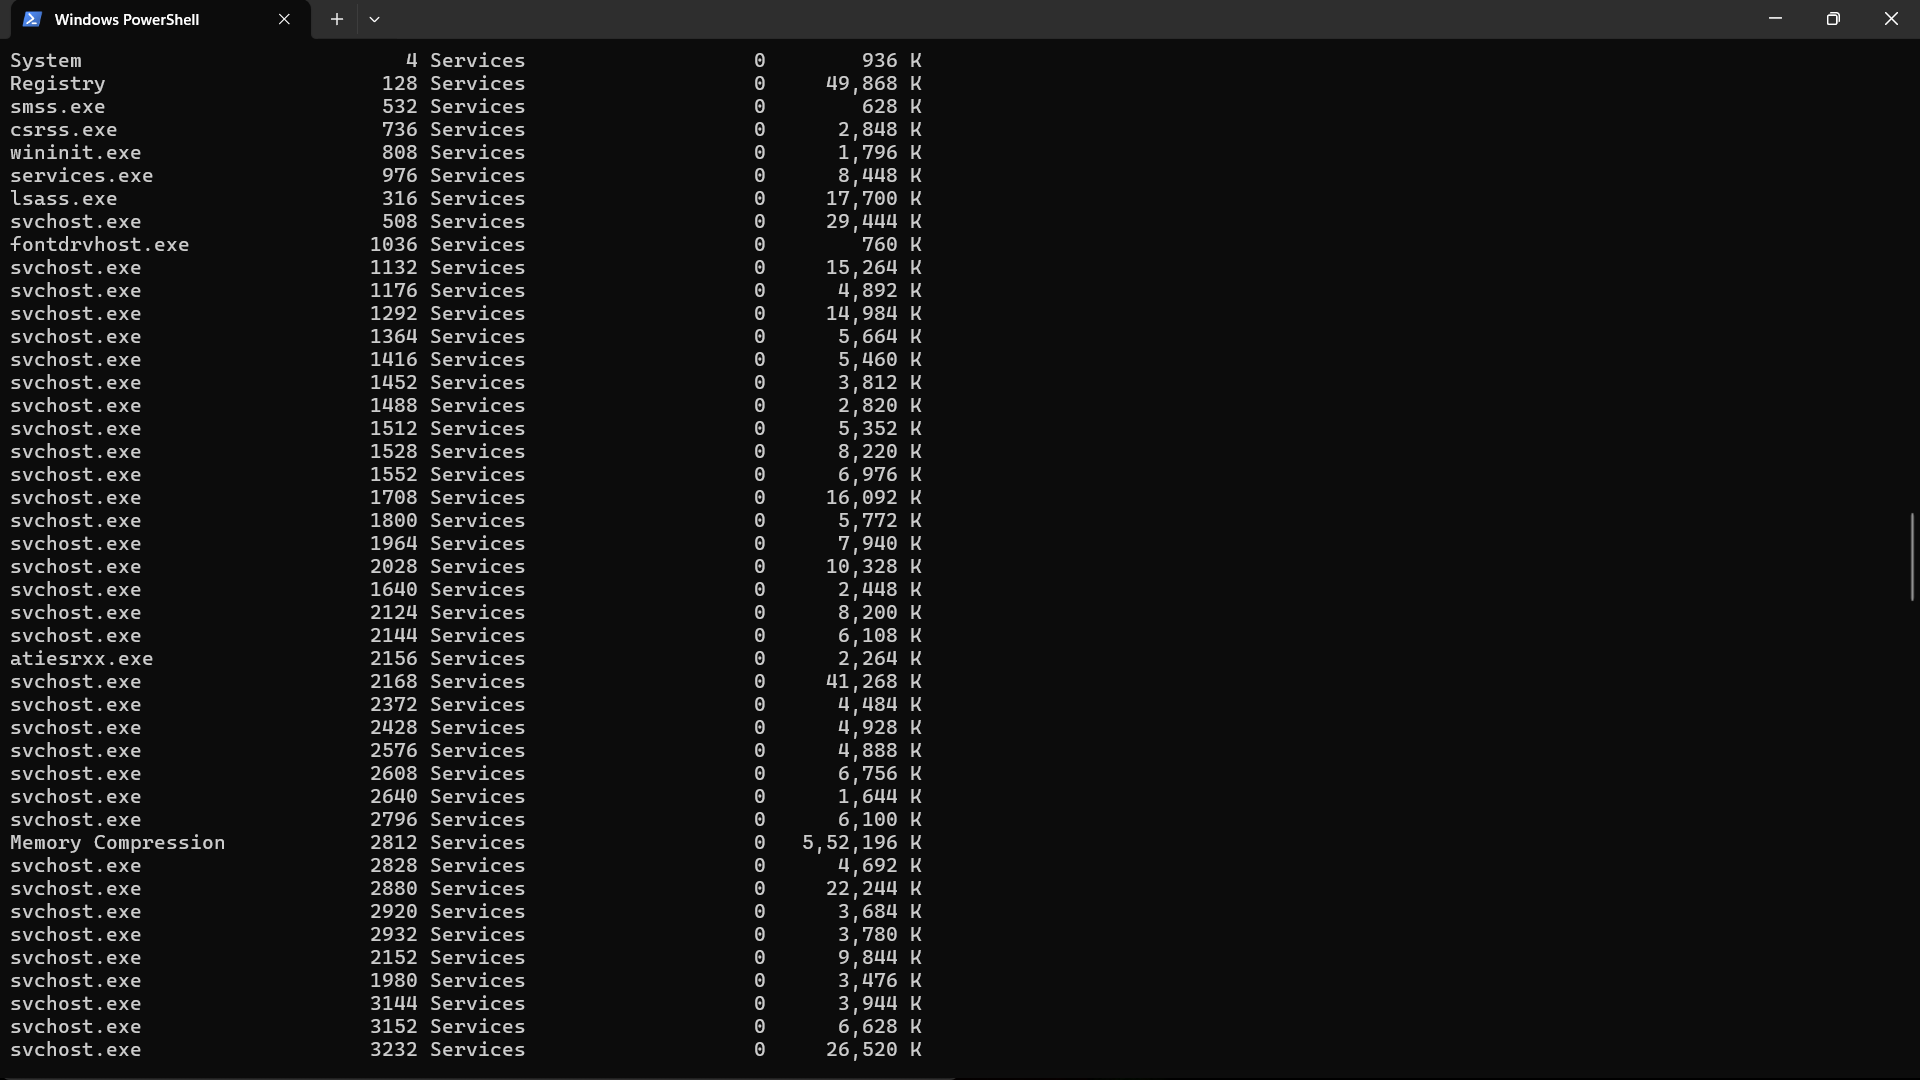 Windows PowerShell
System 4 Services 0 936 K
Registry 128 Services 0 49,868 K
smss.exe 532 Services 0 628 K
csrss.exe 736 Services 0 2,848 K
wininit.exe 808 Services 0 1,796 K
services.exe 976 Services 0 8,448 K
lsass.exe 316 Services 0 17,700 K
svchost.exe 508 Services 0 29,444 K
fontdrvhost.exe 1036 Services 0 760 K
svchost.exe 1132 Services 0 15,264 K
svchost.exe 1176 Services 0 4,892 K
svchost.exe 1292 Services 0 14,984 K
svchost.exe 1364 Services 0 5,664 K
svchost.exe 1416 Services 0 5,460 K
svchost.exe 1452 Services 0 3,812 K
svchost.exe 1488 Services 0 2,820 K
svchost.exe 1512 Services 0 5,352 K
svchost.exe 1528 Services 0 8,220 K
svchost.exe 1552 Services 0 6,976 K
svchost.exe 1708 Services 0 16,092 K
svchost.exe 1800 Services 0 5,772 K
svchost.exe 1964 Services 0 7,940 K
svchost.exe 2028 Services 0 10,328 K
svchost.exe 1640 Services 0 2,448 K
svchost.exe 2124 Services 0 8,200 K
svchost.exe 2144 Services 0 6,108 K
atiesrxx.exe 2156 Services 0 2,264 K
svchost.exe 2168 Services 0 41,268 K
svchost.exe 2372 Services 0 4,484 K
svchost.exe 2428 Services 0 4,928 K
svchost.exe 2576 Services 0 4,888 K
svchost.exe 2608 Services 0 6,756 K
svchost.exe 2640 Services 0 1,644 K
svchost.exe 2796 Services 0 6,100 K
Memory Compression 2812 Services 0 5,52,196 K
svchost.exe 2828 Services 0 4,692 K
svchost.exe 2880 Services 0 22,244 K
svchost.exe 2920 Services 0 3,684 K
svchost.exe 2932 Services 0 3,780 K
svchost.exe 2152 Services 0 9,844 K
svchost.exe 1980 Services 0 3,476 K
svchost.exe 3144 Services 0 3,944 K
svchost.exe 3152 Services 0 6,628 K
svchost.exe 3232 Services 0 26,520 K